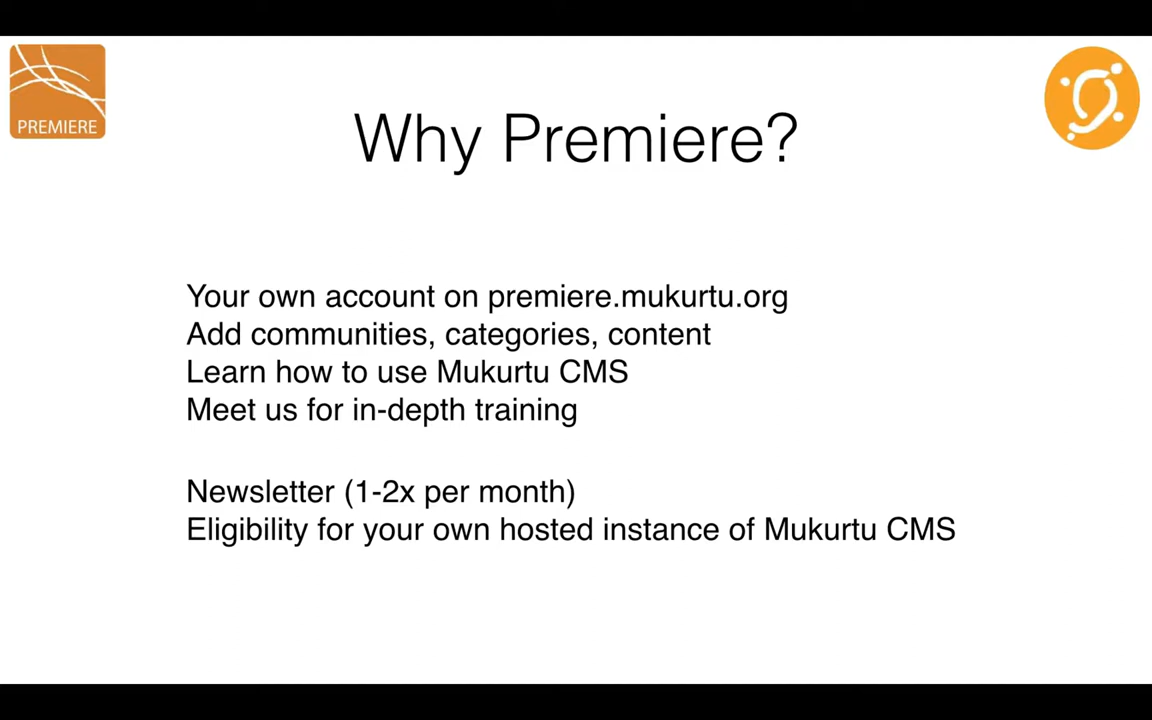 PREMIERE
Why Premiere?
Your own account on premiere.mukurtu.org
Add communities, categories, content
Learn how to use Mukurtu CMS
Meet us for in-depth training
Newsletter (1-2x per month)
Eligibility for your own hosted instance of Mukurtu CMS